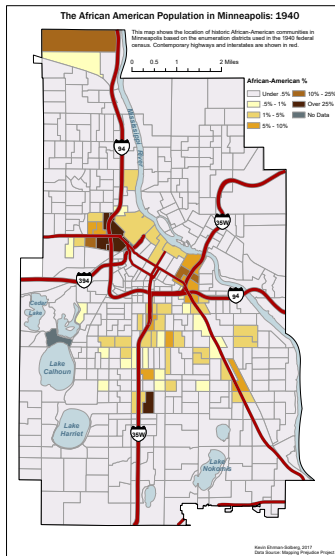 The African American Population in Minneapolis: 1940
This map shows the location of historic African-American communities in
Minneapolis based on the enumeration districts used in the 1940 federal
census. Contemporary highways and interstates are shown in red.
0 .5 1 2 Miles
African-American %
Under .5%
10% - 25%
.5% - 1%
Over 25%
1% - 5%
No Data
5% - 10%
Mississippi River
94
35W
394
94
Cedar
Lake
Lake
Calhoun
Lake
Harriet
35W
Lake
Nokomis
Kevin Ehrman-Solberg, 2017
Data Source: Mapping Prejudice Project